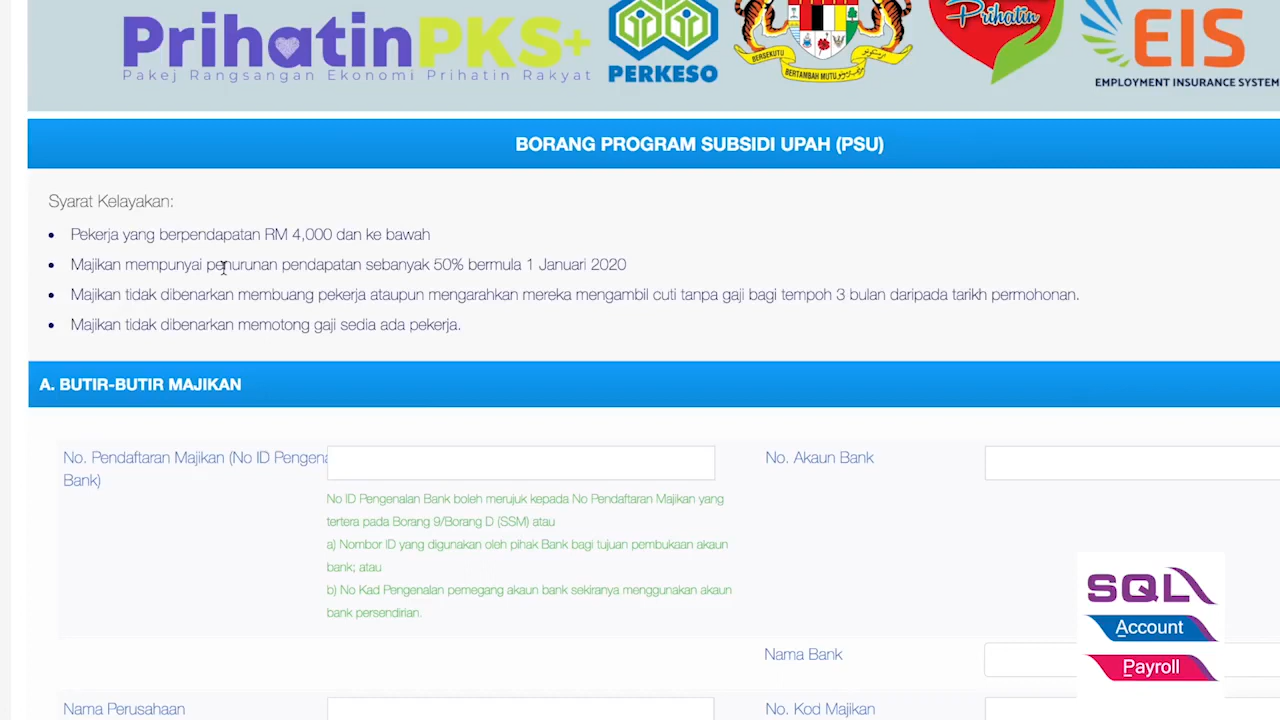 PrihatinPKS+
Pakej Rangsangan Ekonomi Prihatin Rakyat
PERKESO
BERSEKUTU
BERTAMBAH MUTU
Prihatin
EIS
EMPLOYMENT INSURANCE SYSTEM
BORANG PROGRAM SUBSIDI UPAH (PSU)
Syarat Kelayakan:
• Pekerja yang berpendapatan RM 4,000 dan ke bawah
• Majikan mempunyai penurunan pendapatan sebanyak 50% bermula 1 Januari 2020
• Majikan tidak dibenarkan membuang pekerja ataupun mengarahkan mereka mengambil cuti tanpa gaji bagi tempoh 3 bulan daripada tarikh permohonan.
• Majikan tidak dibenarkan memotong gaji sedia ada pekerja.
A. BUTIR-BUTIR MAJIKAN
No. Pendaftaran Majikan (No ID Pengena
Bank)
No. Akaun Bank
No ID Pengenalan Bank boleh merujuk kepada No Pendaftaran Majikan yang
tertera pada Borang 9/Borang D (SSM) atau
a) Nombor ID yang digunakan oleh pihak Bank bagi tujuan pembukaan akaun
bank; atau
b) No Kad Pengenalan pemegang akaun bank sekiranya menggunakan akaun
bank persendirian.
SQL
Account
Payroll
Nama Bank
Nama Perusahaan
No. Kod Majikan